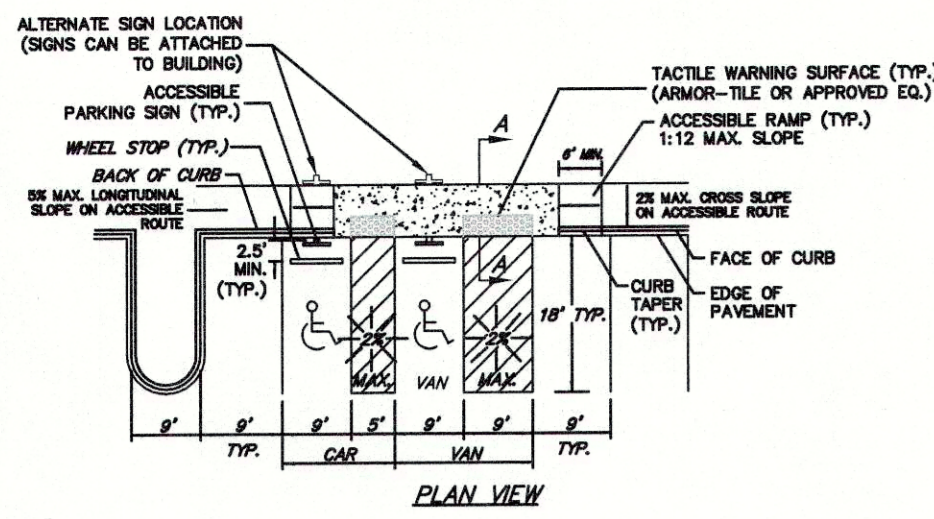 ALTERNATE SIGN LOCATION
(SIGNS CAN BE ATTACHED
TO BUILDING)
ACCESSIBLE
PARKING SIGN (TYP.)
WHEEL STOP (TYP.)
BACK OF CURB
5% MAX. LONGITUDINAL
SLOPE ON ACCESSIBLE
ROUTE
2.5'
MIN.
(TYP.)
A
TACTILE WARNING SURFACE (TYP.)
(ARMOR-TILE OR APPROVED EQ.)
ACCESSIBLE RAMP (TYP.)
1:12 MAX. SLOPE
6' MIN.
2% MAX. CROSS SLOPE
ON ACCESSIBLE ROUTE
A
FACE OF CURB
CURB
TAPER
(TYP.)
EDGE OF
PAVEMENT
18' TYP.
2%
MAX.
VAN
2%
MAX.
9'
9'
TYP.
9'
5'
9'
9'
9'
TYP.
CAR
VAN
PLAN VIEW